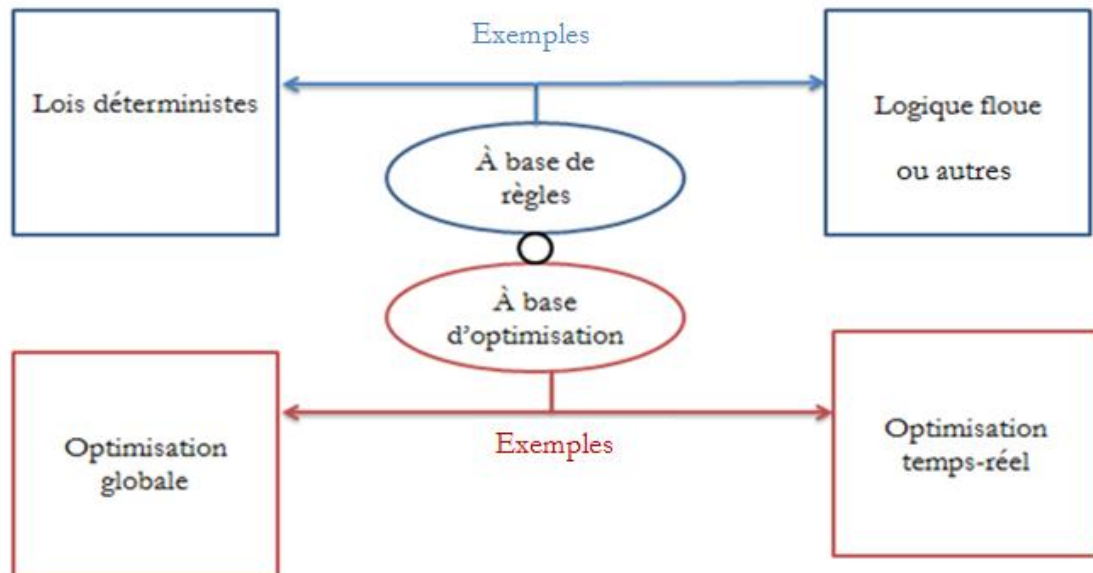 Exemples
Lois déterministes
Logique floue
ou autres
À base de
règles
À base
d'optimisation
Exemples
Optimisation
globale
Optimisation
temps-réel